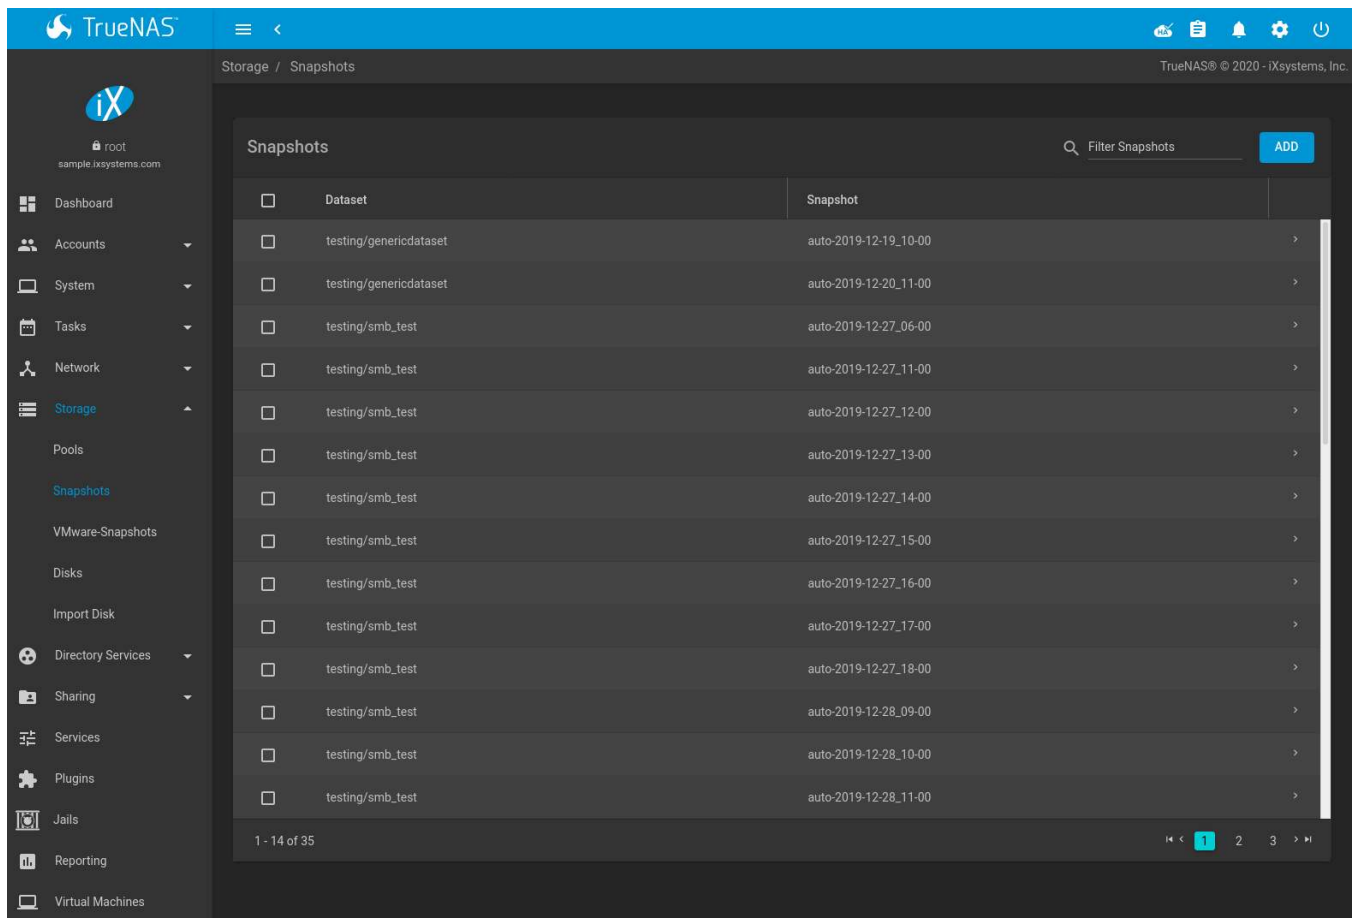 TrueNAS®
Storage / Snapshots
TrueNAS® © 2020 - iXsystems, Inc.
iX
root
sample.ixsystems.com
Dashboard
Accounts
System
Tasks
Network
Storage
Pools
Snapshots
VMware-Snapshots
Disks
Import Disk
Directory Services
Sharing
Services
Plugins
Jails
Reporting
Virtual Machines
HA
Snapshots
Filter Snapshots
ADD
Dataset Snapshot
testing/genericdataset auto-2019-12-19_10-00
testing/genericdataset auto-2019-12-20_11-00
testing/smb_test auto-2019-12-27_06-00
testing/smb_test auto-2019-12-27_11-00
testing/smb_test auto-2019-12-27_12-00
testing/smb_test auto-2019-12-27_13-00
testing/smb_test auto-2019-12-27_14-00
testing/smb_test auto-2019-12-27_15-00
testing/smb_test auto-2019-12-27_16-00
testing/smb_test auto-2019-12-27_17-00
testing/smb_test auto-2019-12-27_18-00
testing/smb_test auto-2019-12-28_09-00
testing/smb_test auto-2019-12-28_10-00
testing/smb_test auto-2019-12-28_11-00
1 - 14 of 35
1 2 3